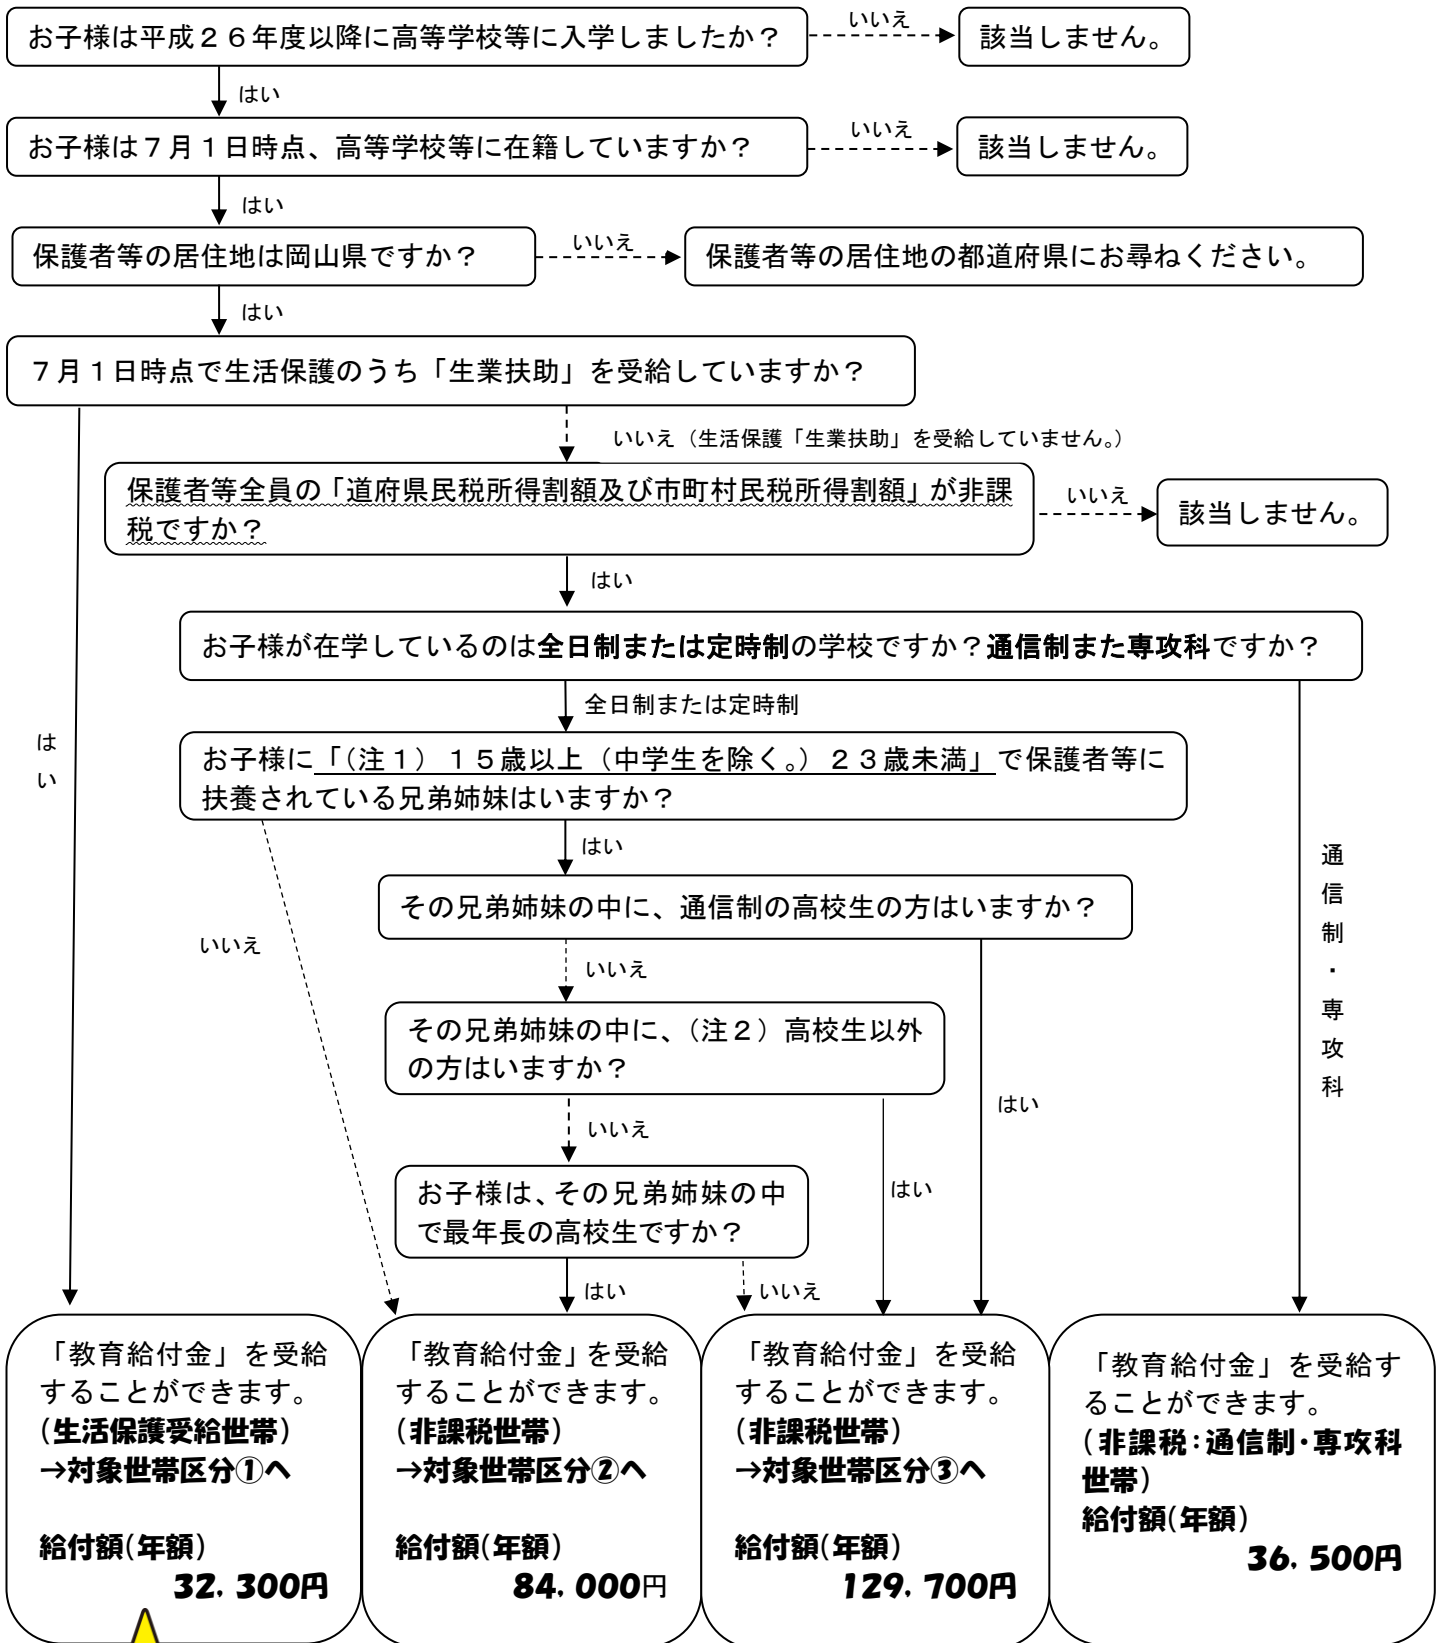 お子様は平成２６年度以降に高等学校等に入学しましたか？
いいえ
該当しません。
はい
お子様は７月１日時点、高等学校等に在籍していますか？
いいえ
該当しません。
はい
保護者等の居住地は岡山県ですか？
いいえ
保護者等の居住地の都道府県にお尋ねください。
はい
７月１日時点で生活保護のうち「生業扶助」を受給していますか？
いいえ（生活保護「生業扶助」を受給していません。）
保護者等全員の「道府県民税所得割額及び市町村民税所得割額」が非課
税ですか？
いいえ
該当しません。
はい
お子様が在学しているのは全日制または定時制の学校ですか？通信制また専攻科ですか？
全日制または定時制
はい
お子様に「（注１）１５歳以上（中学生を除く。）２３歳未満」で保護者等に
扶養されている兄弟姉妹はいますか？
はい
通信制・専攻科
その兄弟姉妹の中に、通信制の高校生の方はいますか？
いいえ
いいえ
その兄弟姉妹の中に、（注２）高校生以外
の方はいますか？
はい
いいえ
お子様は、その兄弟姉妹の中
で最年長の高校生ですか？
はい
はい
いいえ
「教育給付金」を受給
することができます。
（生活保護受給世帯）
→対象世帯区分①へ
給付額（年額）
32，300円
「教育給付金」を受給
することができます。
（非課税世帯）
→対象世帯区分②へ
給付額（年額）
84，000円
「教育給付金」を受給
することができます。
（非課税世帯）
→対象世帯区分③へ
給付額（年額）
129，700円
「教育給付金」を受給す
ることができます。
（非課税：通信制・専攻科
世帯）
給付額（年額）
36，500円